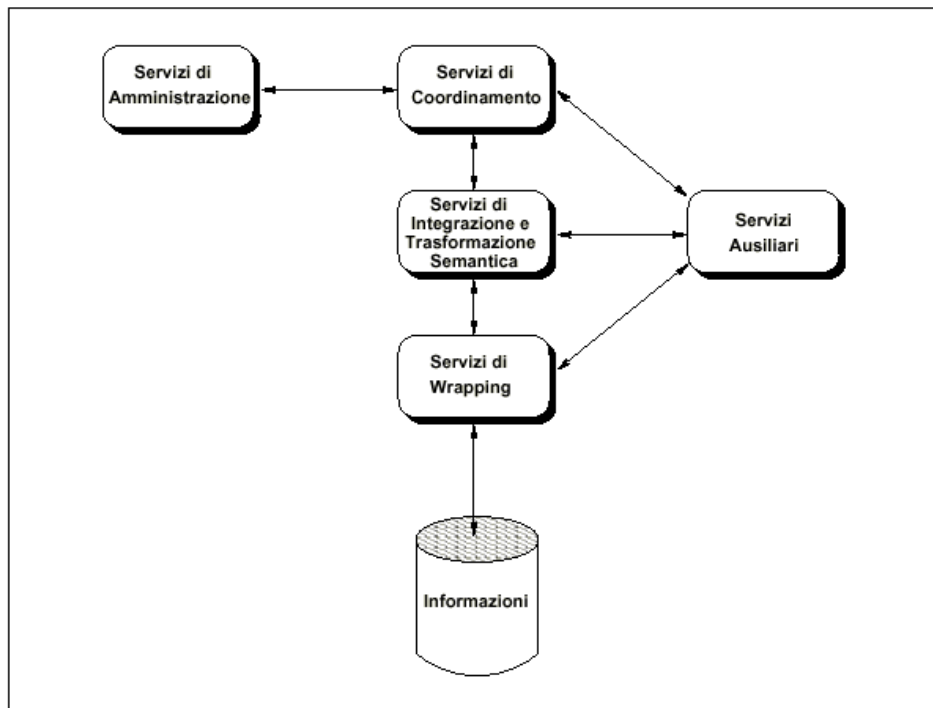 Servizi di
Amministrazione
Servizi di
Coordinamento
Servizi di
Integrazione e
Trasformazione
Semantica
Servizi
Ausiliari
Servizi di
Wrapping
Informazioni